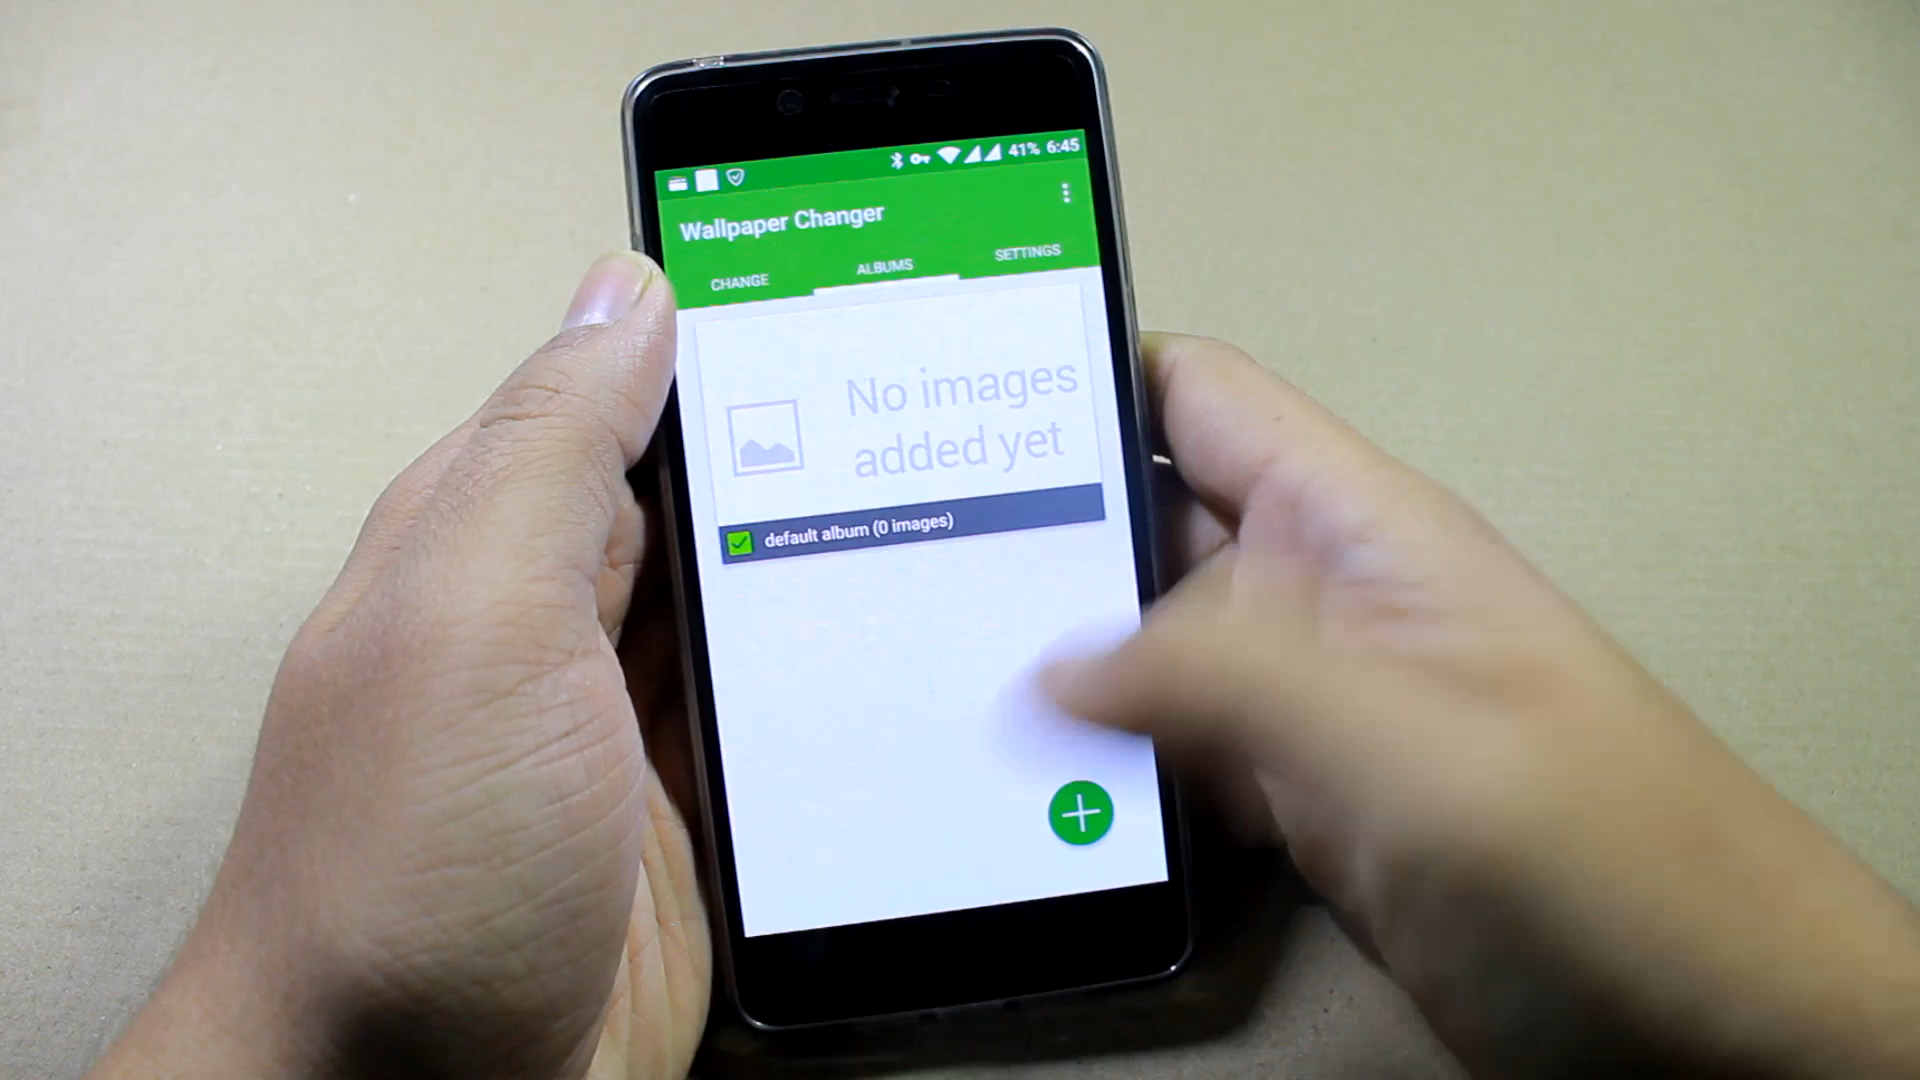 41% 6:45
Wallpaper Changer
CHANGE ALBUMS SETTINGS
No images
added yet
default album (0 images)